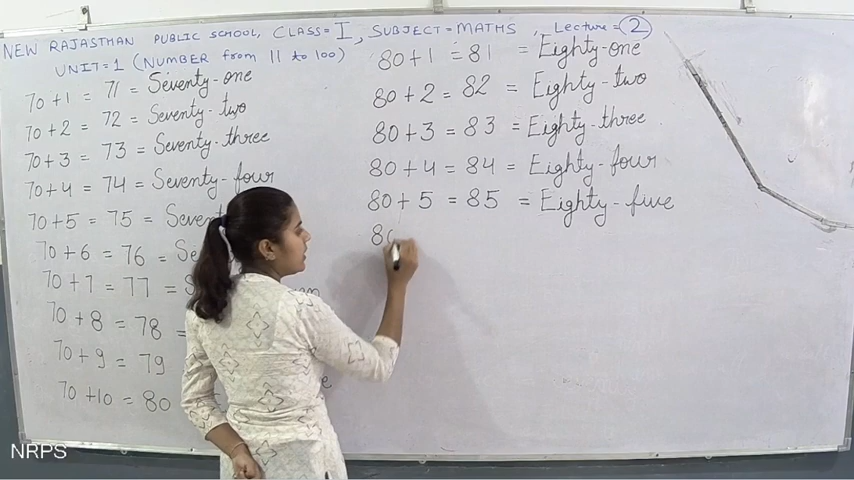 NEW RAJASTHAN PUBLIC SCHOOL, CLASS=I, SUBJECT=MATHS, Lecture=2
UNIT=1 (NUMBER from 11 to 100)
70+1 = 71 = Seventy-one
70+2 = 72 = Seventy-two
70+3 = 73 = Seventy-three
70+4 = 74 = Seventy-four
70+5 = 75 =
70+6 = 76 =
70+7 = 77 =
70+8 = 78 =
70+9 = 79
70+10 = 80
80+1 = 81 = Eighty-one
80+2 = 82 = Eighty-two
80+3 = 83 = Eighty-three
80+4 = 84 = Eighty-four
80+5 = 85 = Eighty-five
80
NRPS